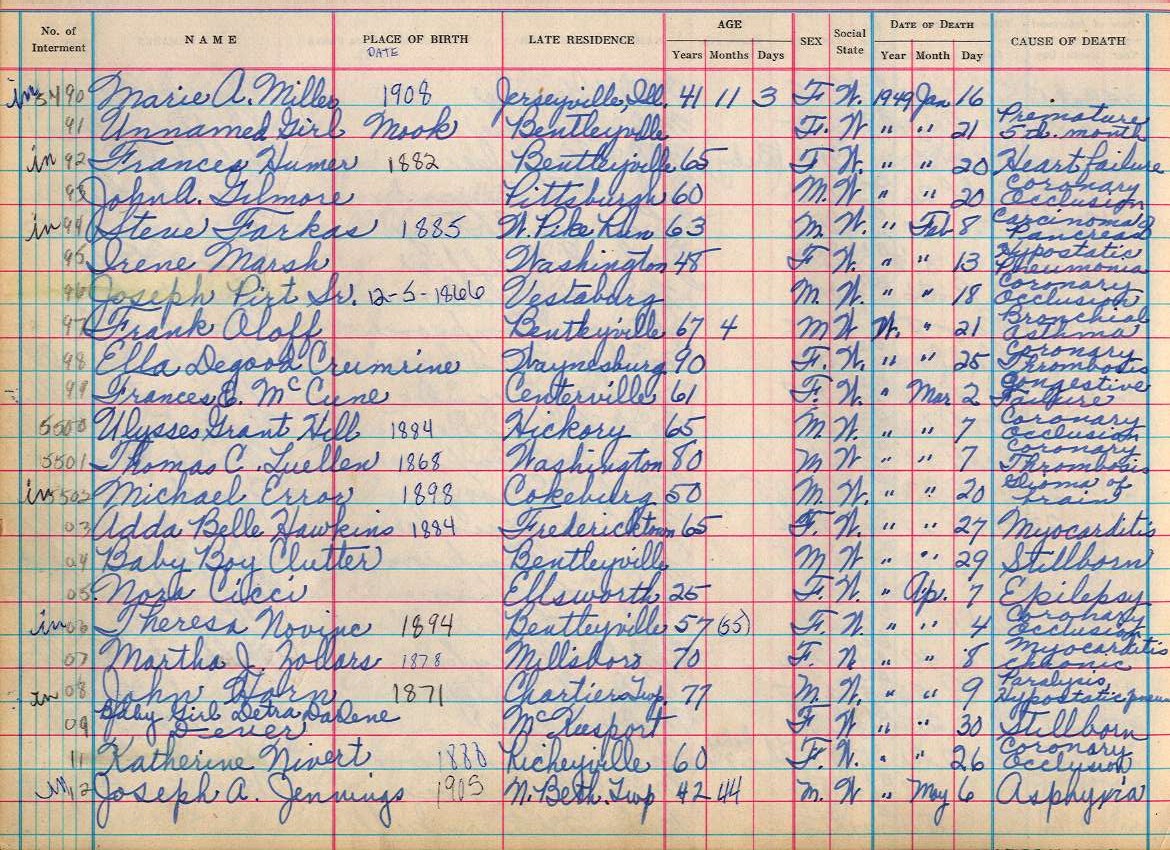 No. of Interment NAME PLACE OF BIRTH LATE RESIDENCE AGE Years Months Days SEX Social State DATE OF DEATH Year Month Day CAUSE OF DEATH
DATE
in 5490 Marie A. Miller 1908 Jerseyville, Ill. 41 11 3 F W. 1949 Jan 16
91 Unnamed Girl Mook Bentleyville F. W " " 21 Premature 5th. month
in 92 Frances Humer 1882 Bentleyville 65 F W. " " 20 Heart failure
93 John A. Gilmore Pittsburgh 60 M. W. " " 20 Coronary Occlusion
in 94 Steve Farkas 1885 W. Pike Run 63 M. W. " Feb 8 Carcinoma of Pancreas
95 Irene Marsh Washington 48 F W. " " 13 Hypostatic Pneumonia
96 Joseph Pirt Sr. 12-5-1866 Vestaburg M. W. " " 18 Coronary Occlusion
97 Frank Oloff Bentleyville 67 4 M W W. " 21 Bronchial Asthma
98 Ella Degood Crumrine Waynesburg 90 F. W. " " 25 Coronary Thrombosis
99 Frances E. McCune Centerville 61 F. W. " Mar 2 Congestive Failure
5500 Ulysses Grant Hill 1884 Hickory 65 M. W. " " 7 Coronary Occlusion
5501 Thomas C. Luellen 1868 Washington 80 M W. " " 7 Coronary Thrombosis
in 5502 Michael Error 1898 Cokeburg 50 M. W. " " 20 Glioma of brain
03 Adda Belle Hawkins 1884 Fredericktown 65 F. W. " " 27 Myocarditis
04 Baby Boy Clutter Bentleyville M W " " 29 Stillborn
05 Nora Cicci Ellsworth 25 F. W. " Ap. 7 Epilepsy
in 06 Theresa Novinc 1894 Bentleyville 57 (55) F. W. " " 4 Coronary Occlusion
07 Martha J. Zollars 1878 Millsboro 70 F. W " " 8 Myocarditis chronic
in 08 John Horn 1871 Chartiers Twp. 77 M. W. " " 9 Paralysis, Hypostatic pneu
09 Baby Girl Detra DaLene Fever McKeesport F W " " 30 Stillborn
11 Katherine Nivert 1888 Richeyville 60 F. W. " " 26 Coronary Occlusion
in 12 Joseph A. Jennings 1905 N. Beth. Twp 42 44 M. W " May 6 Asphyxia